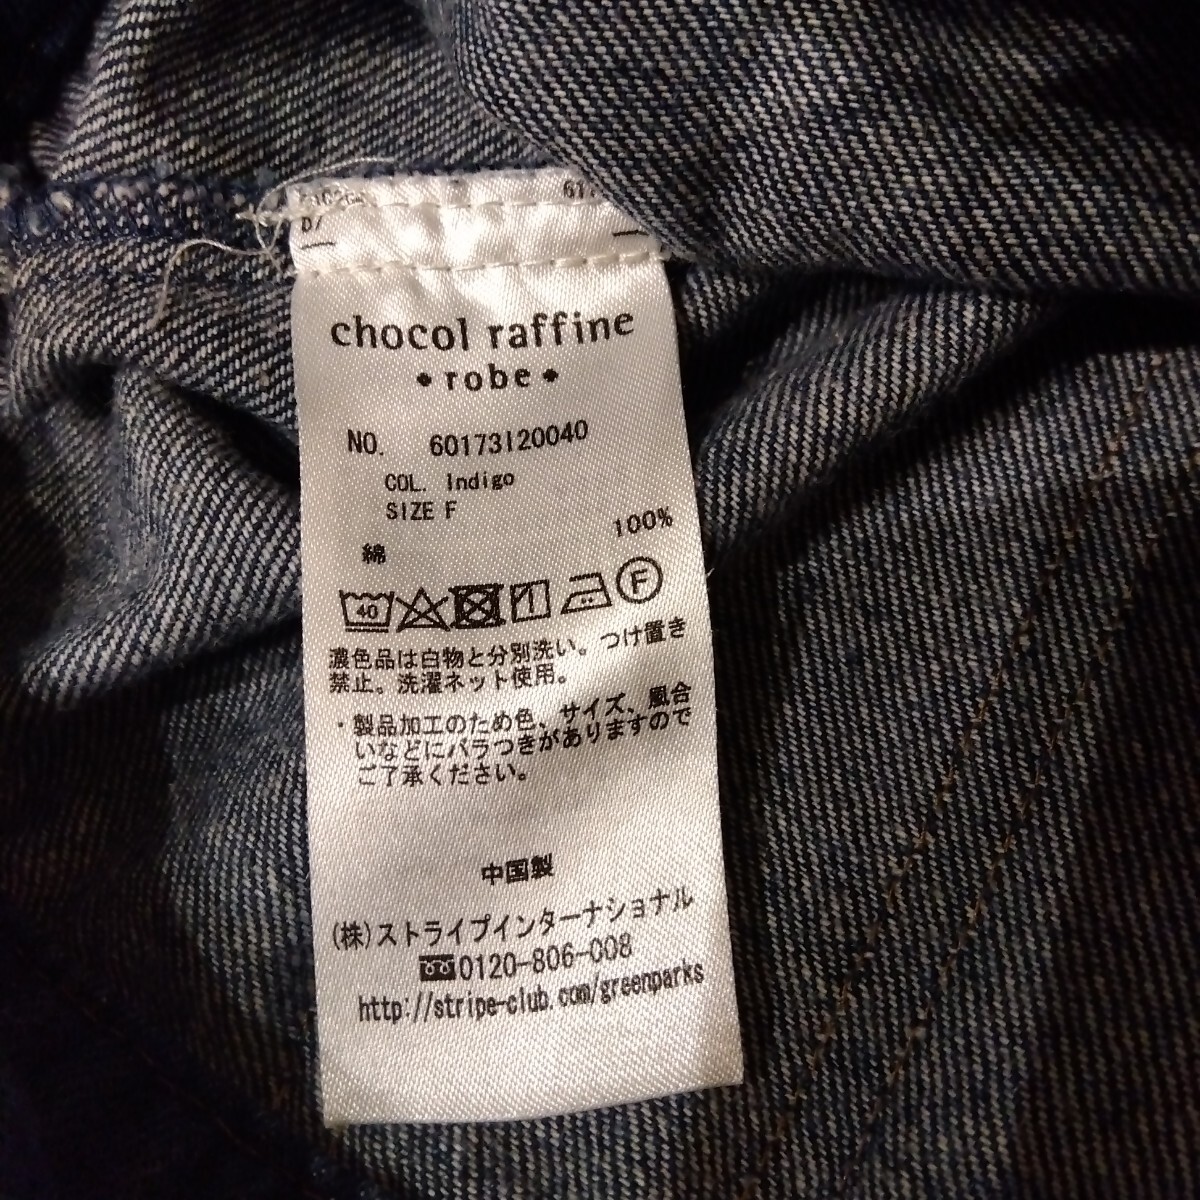 chocol raffine
robe
NO. 60173I20040
COL. Indigo
SIZE F
綿 100%
40 F
濃色品は白物と分別洗い。つけ置き
禁止。洗濯ネット使用。
・製品加工のため色、サイズ、風合
いなどにバラつきがありますので
ご了承ください。
中国製
(株)ストライプインターナショナル
0120-806-008
http://stripe-club.com/greenparks